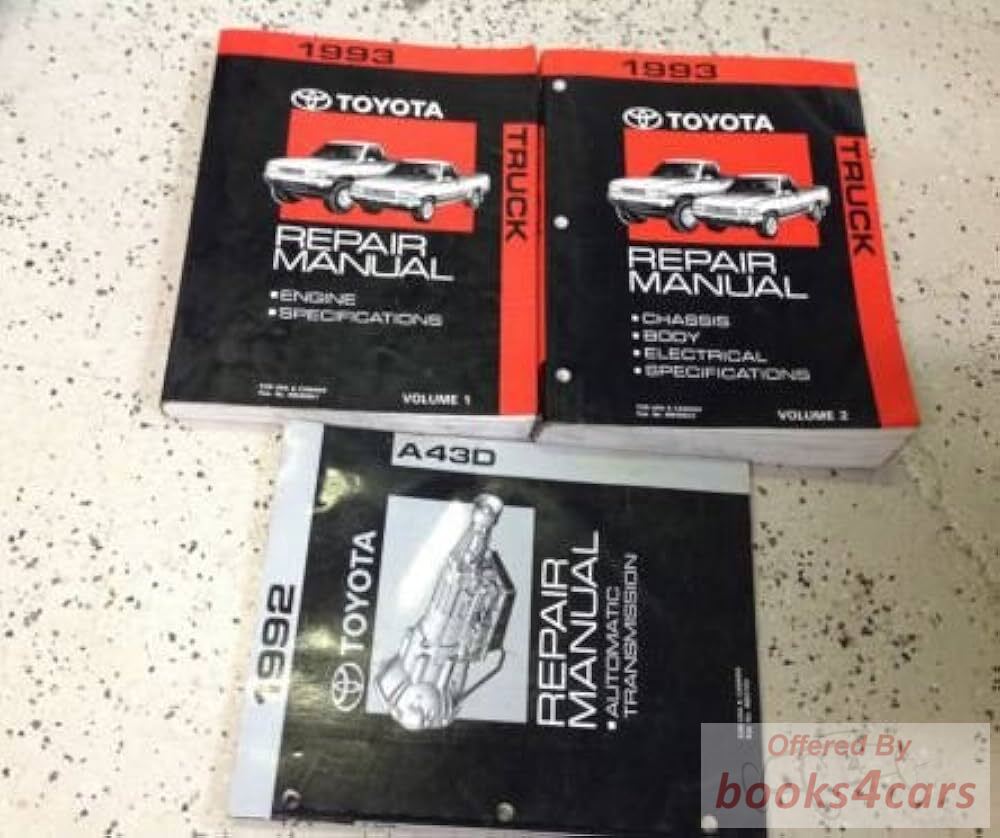 1993
TOYOTA
TRUCK
REPAIR
MANUAL
▪ENGINE
▪SPECIFICATIONS
VOLUME 1
1993
TOYOTA
TRUCK
REPAIR
MANUAL
▪CHASSIS
▪BODY
▪ELECTRICAL
▪SPECIFICATIONS
VOLUME 2
A43D
1992
TOYOTA
REPAIR
MANUAL
▪AUTOMATIC
TRANSMISSION
Offered By
books4cars